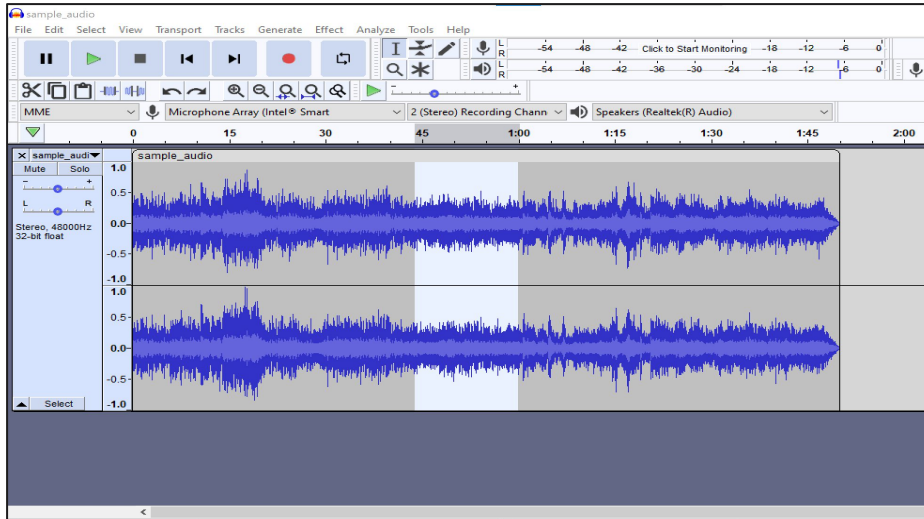 sample_audio
File Edit Select View Transport Tracks Generate Effect Analyze Tools Help
L R -54 -48 -42 Click to Start Monitoring -18 -12 -6 0
L R -54 -48 -42 -36 -30 -24 -18 -12 -6 0
- +
MME Microphone Array (Intel® Smart 2 (Stereo) Recording Chann Speakers (Realtek(R) Audio)
0 15 30 45 1:00 1:15 1:30 1:45 2:00
× sample_audi sample_audio
Mute Solo 1.0
- + 0.5-
L R
Stereo, 48000Hz 0.0-
32-bit float
-0.5-
-1.0
1.0
0.5-
0.0-
-0.5-
Select -1.0